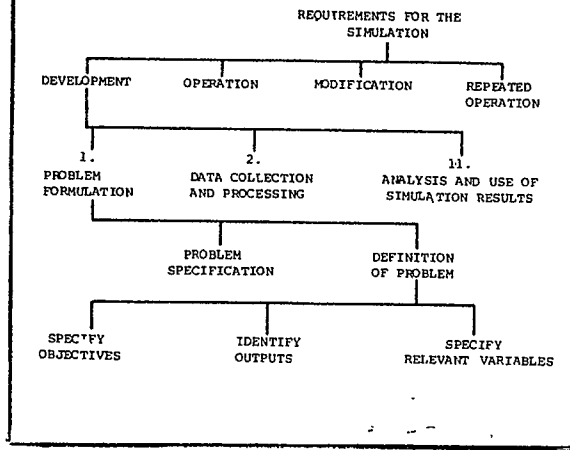 REQUIREMENTS FOR THE
SIMULATION
DEVELOPMENT
OPERATION
MODIFICATION
REPEATED
OPERATION
1.
PROBLEM
FORMULATION
2.
DATA COLLECTION
AND PROCESSING
11.
ANALYSIS AND USE OF
SIMULATION RESULTS
PROBLEM
SPECIFICATION
DEFINITION
OF PROBLEM
SPECIFY
OBJECTIVES
IDENTIFY
OUTPUTS
SPECIFY
RELEVANT VARIABLES